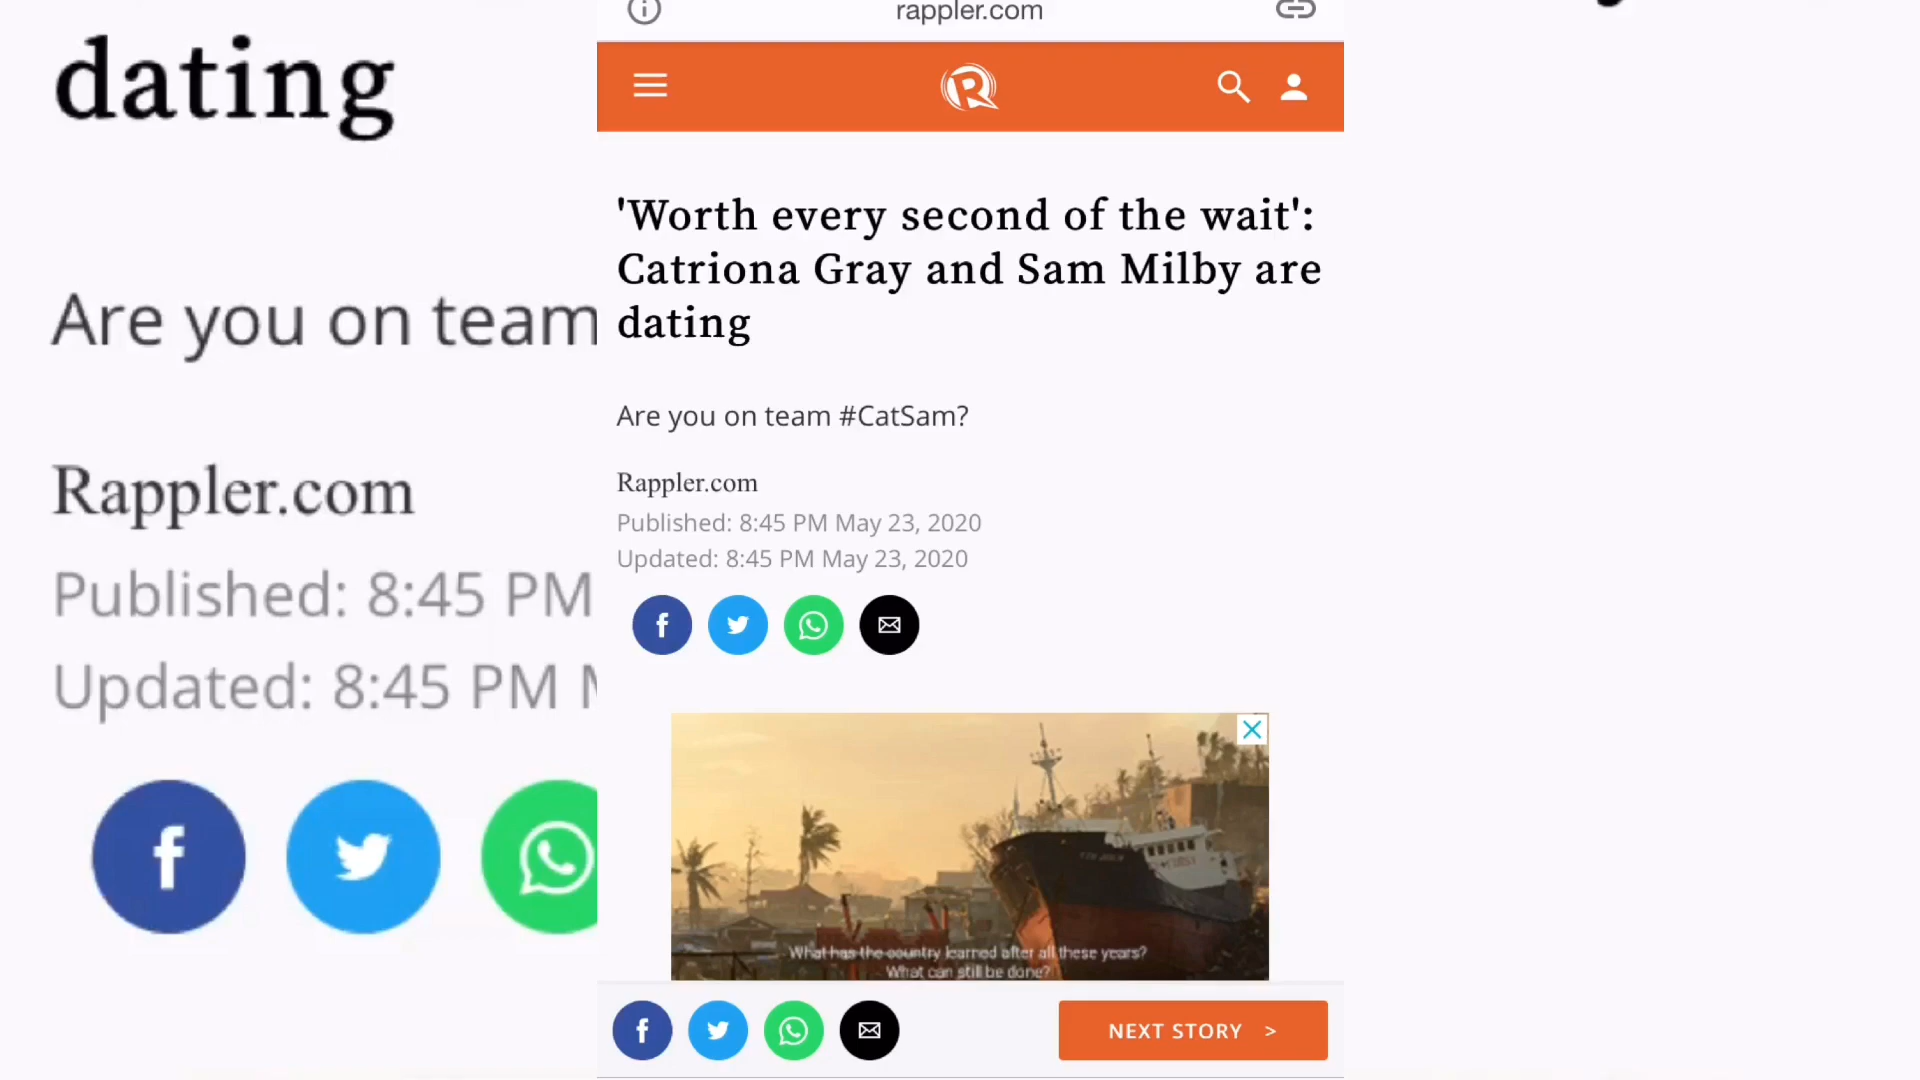 dating
Are you on team
Rappler.com
Published: 8:45 PM
Updated: 8:45 PM
rappler.com
'Worth every second of the wait':
Catriona Gray and Sam Milby are
dating
Are you on team #CatSam?
Rappler.com
Published: 8:45 PM May 23, 2020
Updated: 8:45 PM May 23, 2020
What has the country learned after all these years?
What can still be done?
NEXT STORY >